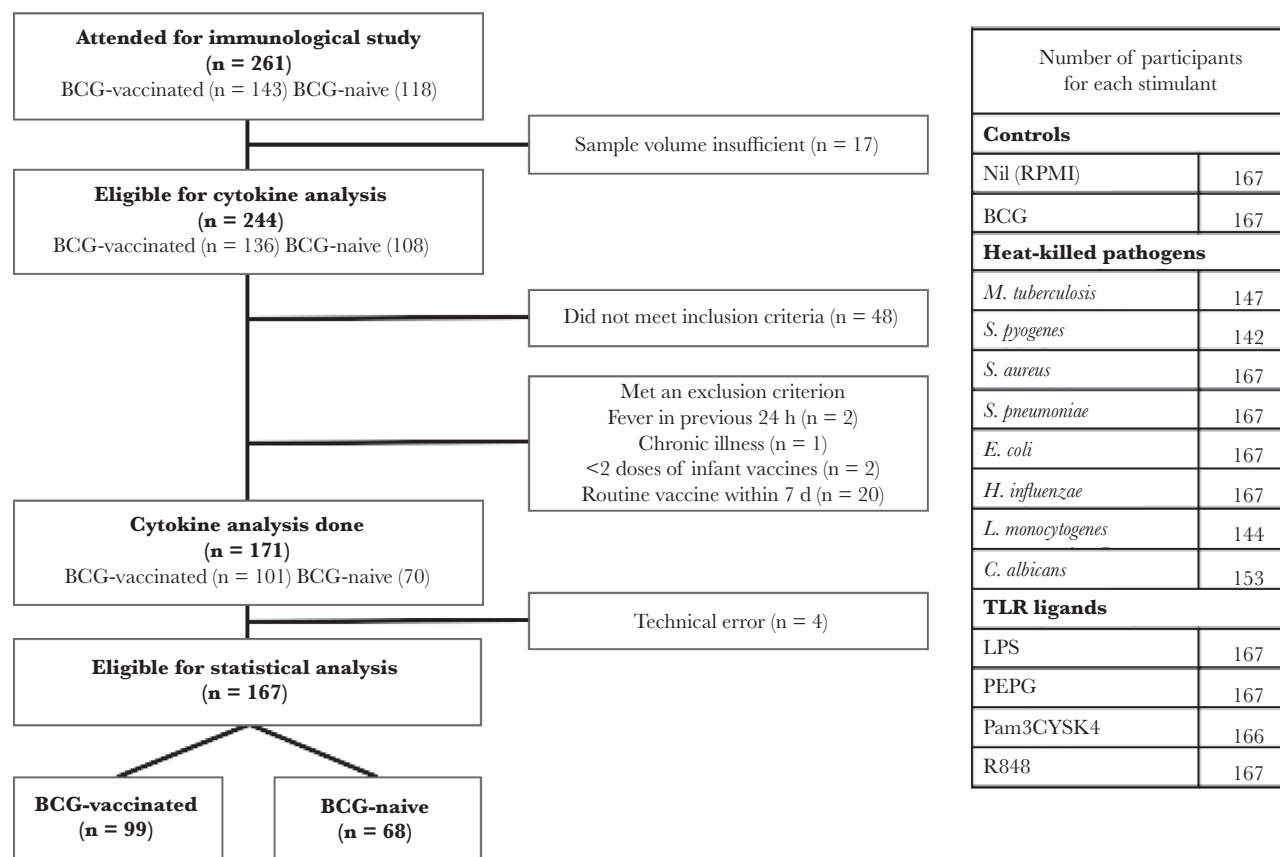 Attended for immunological study
(n = 261)
BCG-vaccinated (n = 143) BCG-naive (118)
Sample volume insufficient (n = 17)
Eligible for cytokine analysis
(n = 244)
BCG-vaccinated (n = 136) BCG-naive (108)
Did not meet inclusion criteria (n = 48)
Met an exclusion criterion
Fever in previous 24 h (n = 2)
Chronic illness (n = 1)
<2 doses of infant vaccines (n = 2)
Routine vaccine within 7 d (n = 20)
Cytokine analysis done
(n = 171)
BCG-vaccinated (n = 101) BCG-naive (70)
Technical error (n = 4)
Eligible for statistical analysis
(n = 167)
BCG-vaccinated
(n = 99)
BCG-naive
(n = 68)
Number of participants
for each stimulant
Controls
Nil (RPMI) 167
BCG 167
Heat-killed pathogens
M. tuberculosis 147
S. pyogenes 142
S. aureus 167
S. pneumoniae 167
E. coli 167
H. influenzae 167
L. monocytogenes 144
C. albicans 153
TLR ligands
LPS 167
PEPG 167
Pam3CYSK4 166
R848 167